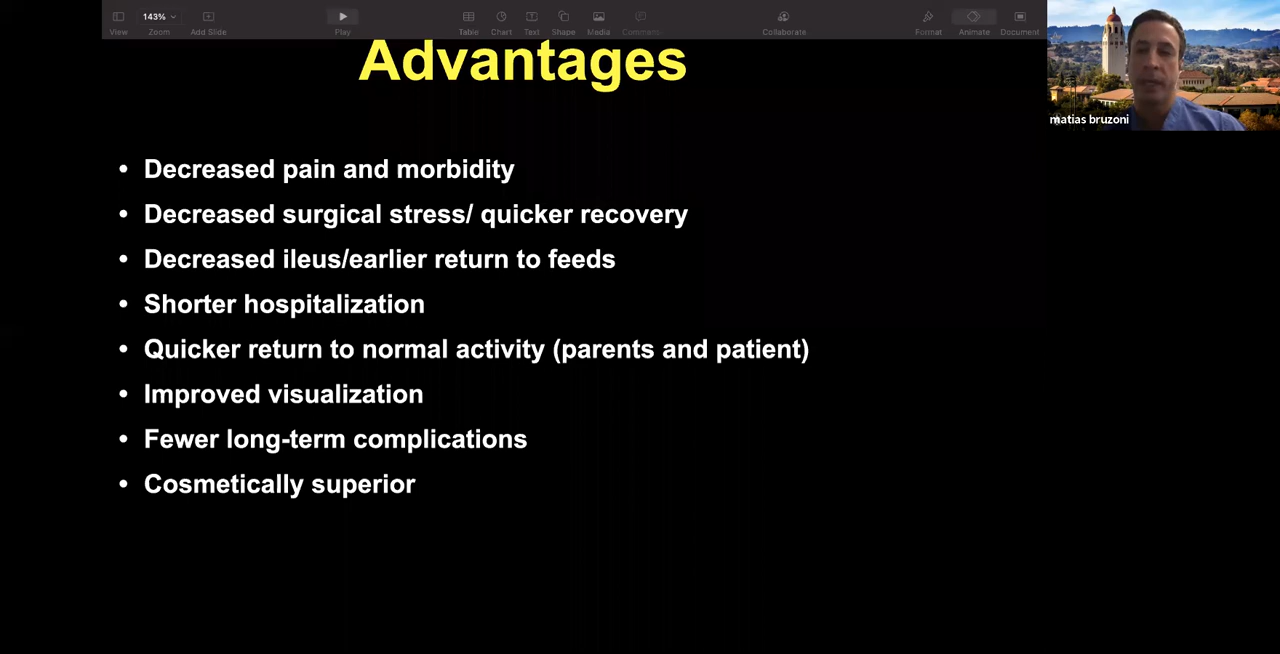 143%
View
Zoom
Add Slide
Play
Table
Chart
Text
Shape
Media
Comment
Collaborate
Format
Animate
Document
Advantages
matias bruzoni
• Decreased pain and morbidity
• Decreased surgical stress/ quicker recovery
• Decreased ileus/earlier return to feeds
• Shorter hospitalization
• Quicker return to normal activity (parents and patient)
• Improved visualization
• Fewer long-term complications
• Cosmetically superior